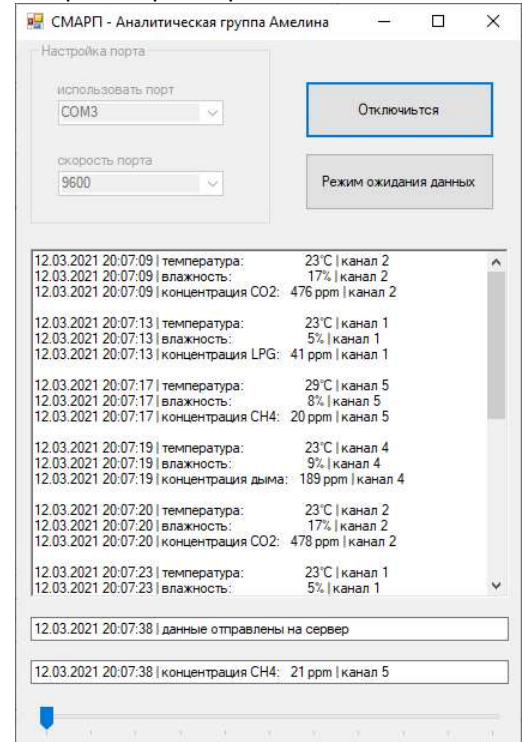 СМАРП - Аналитическая группа Амелина
Настройка порта
использовать порт
COM3
Отключиться
скорость порта
9600
Режим ожидания данных
12.03.2021 20:07:09 | температура: 23°C | канал 2
12.03.2021 20:07:09 | влажность: 17% | канал 2
12.03.2021 20:07:09 | концентрация CO2: 476 ppm | канал 2
12.03.2021 20:07:13 | температура: 23°C | канал 1
12.03.2021 20:07:13 | влажность: 5% | канал 1
12.03.2021 20:07:13 | концентрация LPG: 41 ppm | канал 1
12.03.2021 20:07:17 | температура: 29°C | канал 5
12.03.2021 20:07:17 | влажность: 8% | канал 5
12.03.2021 20:07:17 | концентрация CH4: 20 ppm | канал 5
12.03.2021 20:07:19 | температура: 23°C | канал 4
12.03.2021 20:07:19 | влажность: 9% | канал 4
12.03.2021 20:07:19 | концентрация дыма: 189 ppm | канал 4
12.03.2021 20:07:20 | температура: 23°C | канал 2
12.03.2021 20:07:20 | влажность: 17% | канал 2
12.03.2021 20:07:20 | концентрация CO2: 478 ppm | канал 2
12.03.2021 20:07:23 | температура: 23°C | канал 1
12.03.2021 20:07:23 | влажность: 5% | канал 1
12.03.2021 20:07:38 | данные отправлены на сервер
12.03.2021 20:07:38 | концентрация CH4: 21 ppm | канал 5